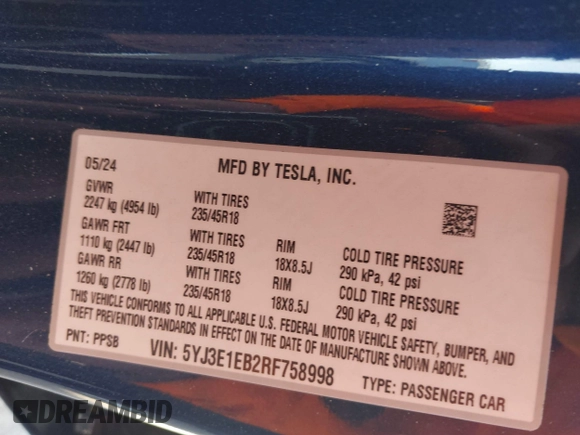 05/24 MFD BY TESLA, INC.
GVWR
2247 kg (4954 lb) WITH TIRES
235/45R18
GAWR FRT
1110 kg (2447 lb) WITH TIRES
235/45R18 RIM
18X8.5J COLD TIRE PRESSURE
290 kPa, 42 psi
GAWR RR
1260 kg (2778 lb) WITH TIRES
235/45R18 RIM
18X8.5J COLD TIRE PRESSURE
290 kPa, 42 psi
THIS VEHICLE CONFORMS TO ALL APPLICABLE U.S. FEDERAL MOTOR VEHICLE SAFETY, BUMPER, AND
THEFT PREVENTION STANDARDS IN EFFECT ON THE DATE OF MANUFACTURE SHOWN ABOVE.
PNT: PPSB VIN: 5YJ3E1EB2RF758998 TYPE: PASSENGER CAR
DREAMBID